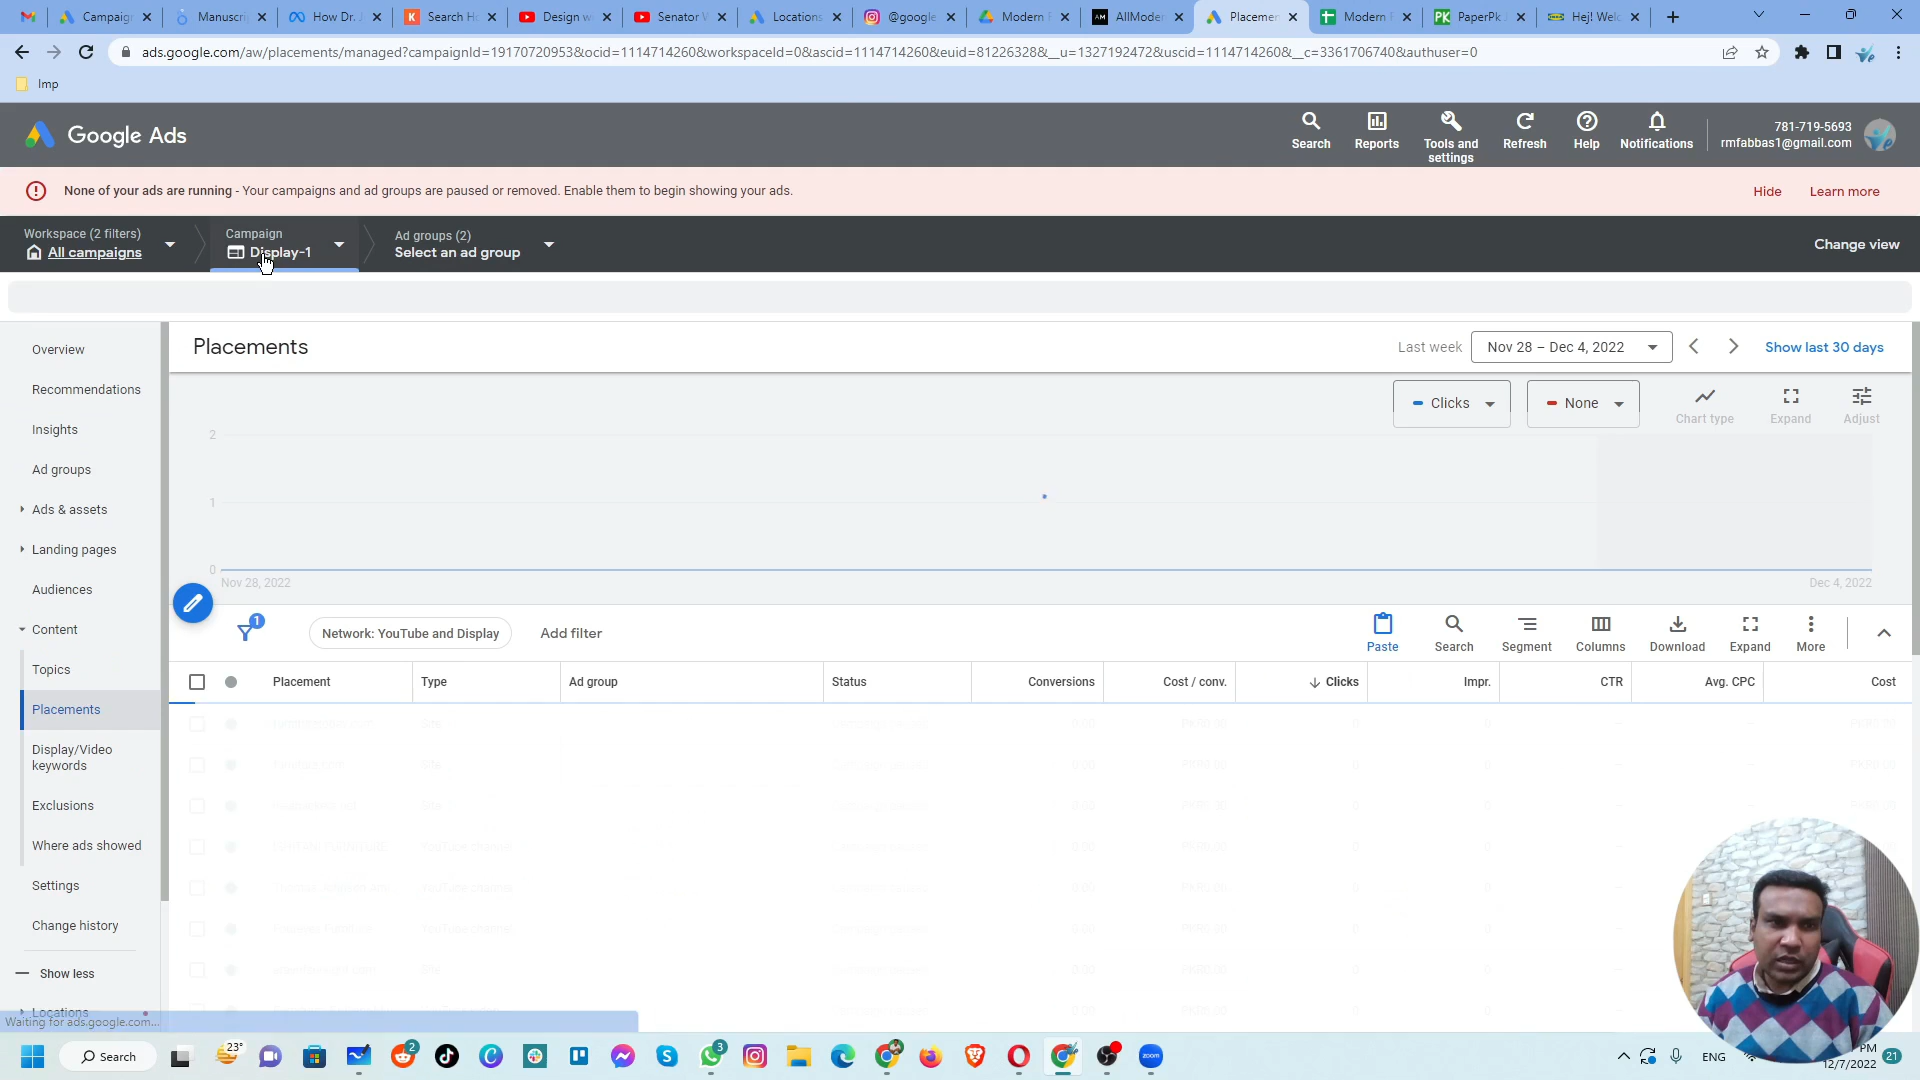 Campaign
Manuscri
How Dr. J
Search H
Design w
Senator V
Locations
@google
Modern F
AllModer
Placemen
Modern F
PaperPk J
Hej! Welc
ads.google.com/aw/placements/managed?campaignId=19170720953&ocid=1114714260&workspaceId=0&ascid=1114714260&euid=81226328&__u=1327192472&uscid=1114714260&__c=3361706740&authuser=0
Imp
Google Ads
Search
Reports
Tools and settings
Refresh
Help
Notifications
781-719-5693
rmfabbas1@gmail.com
None of your ads are running - Your campaigns and ad groups are paused or removed. Enable them to begin showing your ads.
Hide
Learn more
Workspace (2 filters)
All campaigns
Campaign
Display-1
Ad groups (2)
Select an ad group
Change view
Overview
Recommendations
Insights
Ad groups
Ads & assets
Landing pages
Audiences
Content
Topics
Placements
Display/Video
keywords
Exclusions
Where ads showed
Settings
Change history
Show less
Locations
Waiting for ads.google.com...
Placements
Last week
Nov 28 – Dec 4, 2022
Show last 30 days
Clicks
None
Chart type
Expand
Adjust
2
1
0
Nov 28, 2022
Dec 4, 2022
1
Network: YouTube and Display
Add filter
Paste
Search
Segment
Columns
Download
Expand
More
Placement
Type
Ad group
Status
Conversions
Cost / conv.
Clicks
Impr.
CTR
Avg. CPC
Cost
23°
Search
2
3
ENG
PM
12/7/2022
21